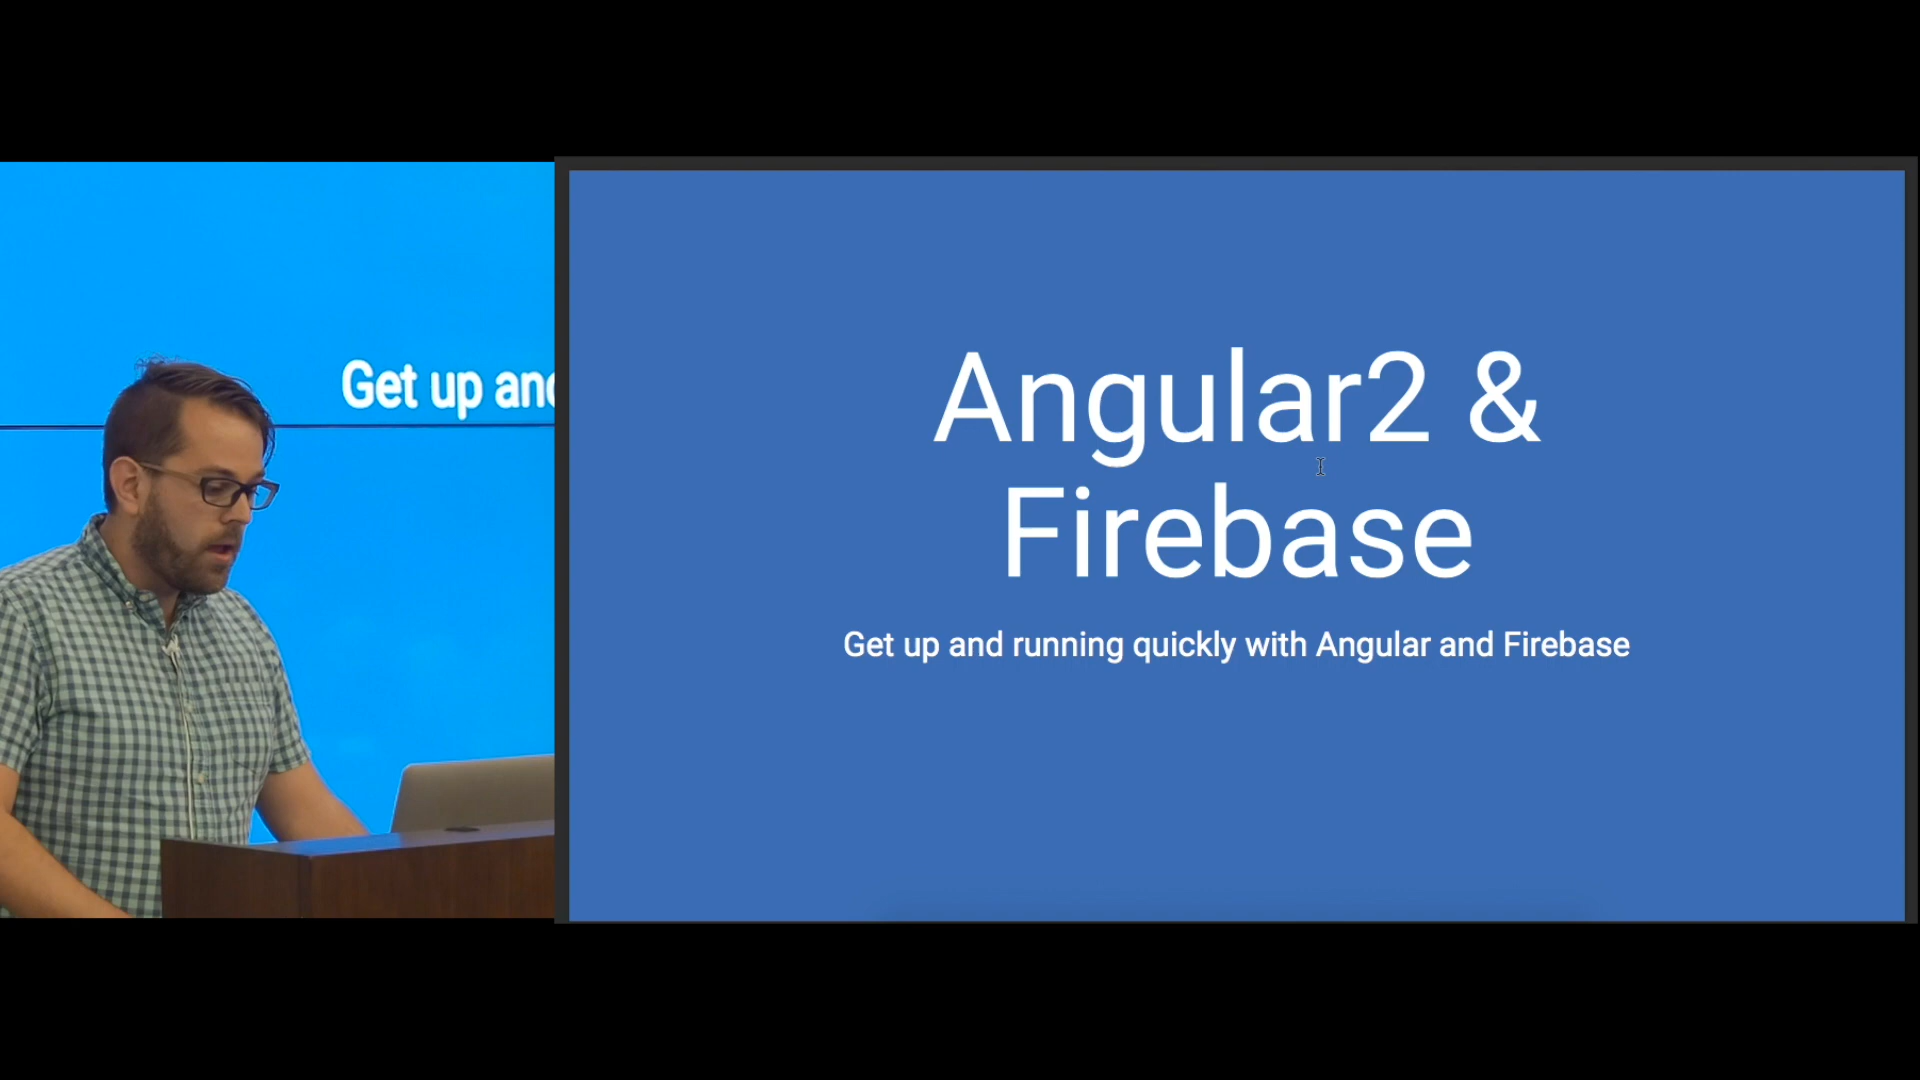 Get up and
Angular2 &
Firebase
Get up and running quickly with Angular and Firebase